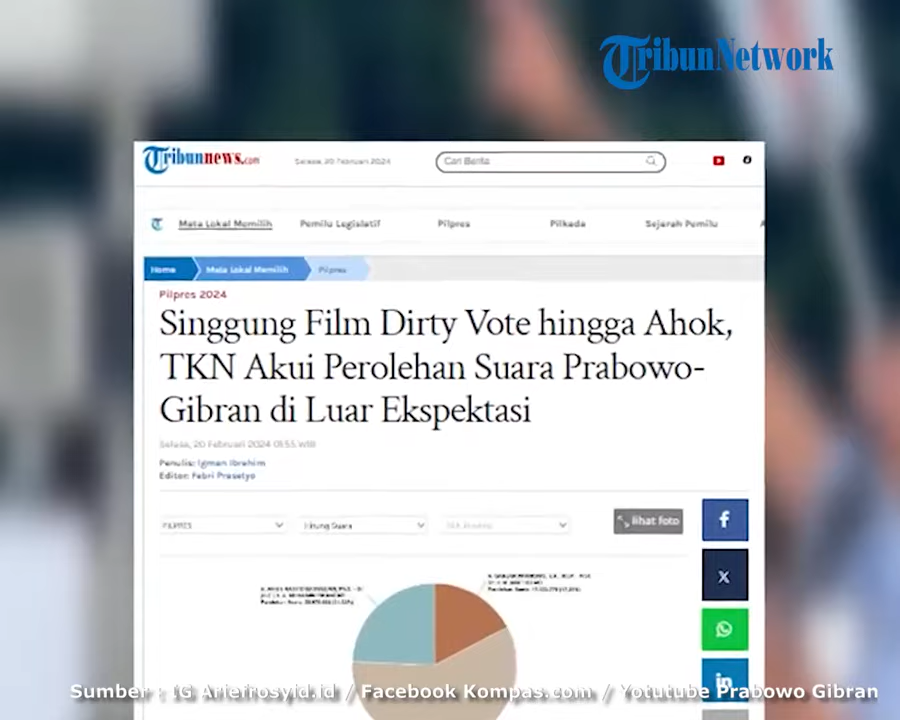 TribunNetwork
Tribunnews.com
Selasa, 20 Februari 2024
Cari Berita
Mata Lokal Memilih
Pemilu Legislatif
Pilpres
Pilkada
Sejarah Pemilu
Home
Mata Lokal Memilih
Pilpres
Pilpres 2024
Singgung Film Dirty Vote hingga Ahok,
TKN Akui Perolehan Suara Prabowo-
Gibran di Luar Ekspektasi
Selasa, 20 Februari 2024 01:55 WIB
Penulis: Igman Ibrahim
Editor: Febri Prasetyo
PILPRES
Hitung Suara
lihat foto
Sumber : IG Ariefrosyid.id / Facebook Kompas.com / Yotutube Prabowo Gibran